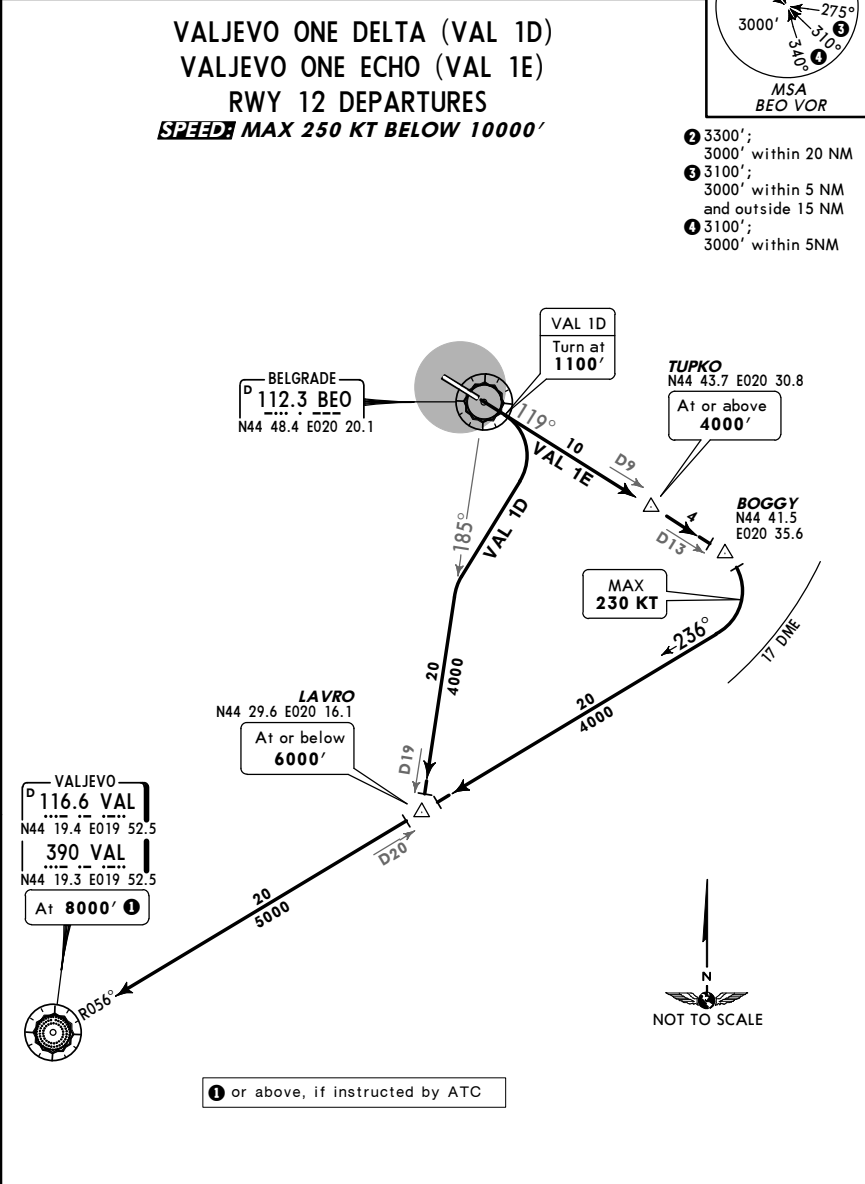 VALJEVO ONE DELTA (VAL 1D)
VALJEVO ONE ECHO (VAL 1E)
RWY 12 DEPARTURES
SPEED: MAX 250 KT BELOW 10000'
3000'
275°
3
310°
4
340°
MSA
BEO VOR
2 3300';
3000' within 20 NM
3 3100';
3000' within 5 NM
and outside 15 NM
4 3100';
3000' within 5NM
VAL 1D
Turn at
1100'
BELGRADE
D 112.3 BEO
N44 48.4 E020 20.1
TUPKO
N44 43.7 E020 30.8
At or above
4000'
119°
10
VAL 1E
D9
BOGGY
N44 41.5
E020 35.6
4
D13
185°
VAL 1D
MAX
230 KT
236°
17 DME
20
4000
20
4000
LAVRO
N44 29.6 E020 16.1
At or below
6000'
D19
D20
VALJEVO
D 116.6 VAL
N44 19.4 E019 52.5
390 VAL
N44 19.3 E019 52.5
At 8000' 1
20
5000
R056°
N
NOT TO SCALE
1 or above, if instructed by ATC